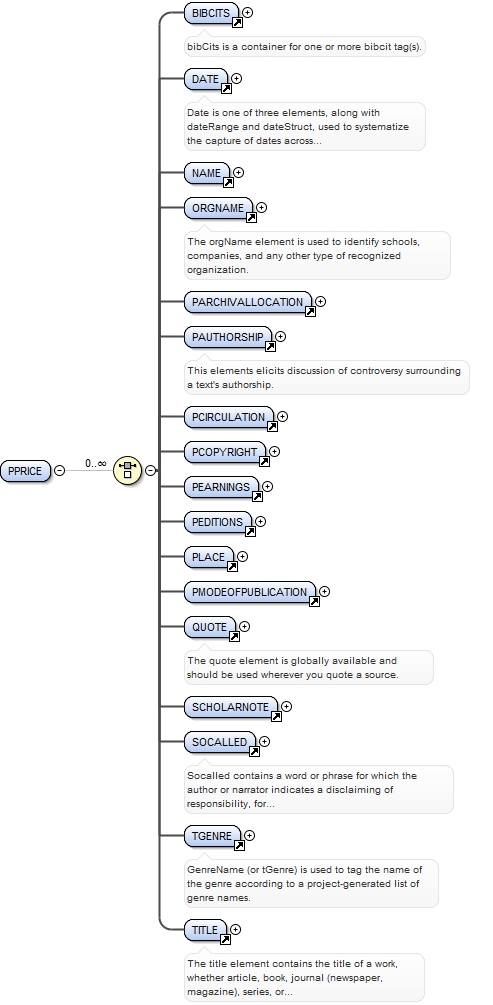 BIBCITS
bibCits is a container for one or more bibcit tag(s).
DATE
Date is one of three elements, along with
dateRange and dateStruct, used to systematize
the capture of dates across...
NAME
ORGNAME
The orgName element is used to identify schools,
companies, and any other type of recognized
organization.
PARCHIVALLOCATION
PAUTHORSHIP
This elements elicits discussion of controversy surrounding
a text's authorship.
PCIRCULATION
PCOPYRIGHT
PPRICE
0..∞
PEARNINGS
PEDITIONS
PLACE
PMODEOFPUBLICATION
QUOTE
The quote element is globally available and
should be used wherever you quote a source.
SCHOLARNOTE
SOCALLED
Socalled contains a word or phrase for which the
author or narrator indicates a disclaiming of
responsibility, for...
TGENRE
GenreName (or tGenre) is used to tag the name of
the genre according to a project-generated list of
genre names.
TITLE
The title element contains the title of a work,
whether article, book, journal (newspaper,
magazine), series, or...